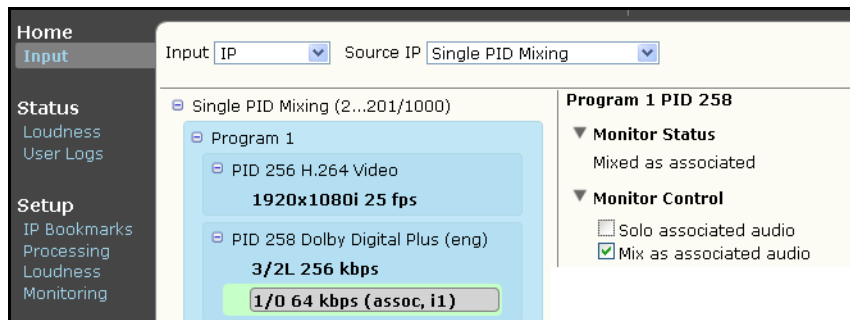 Home
Input
Status
Loudness
User Logs
Setup
IP Bookmarks
Processing
Loudness
Monitoring
Input IP Source IP Single PID Mixing
Single PID Mixing (2...201/1000)
Program 1
PID 256 H.264 Video
1920x1080i 25 fps
PID 258 Dolby Digital Plus (eng)
3/2L 256 kbps
1/0 64 kbps (assoc, i1)
Program 1 PID 258
Monitor Status
Mixed as associated
Monitor Control
Solo associated audio
Mix as associated audio